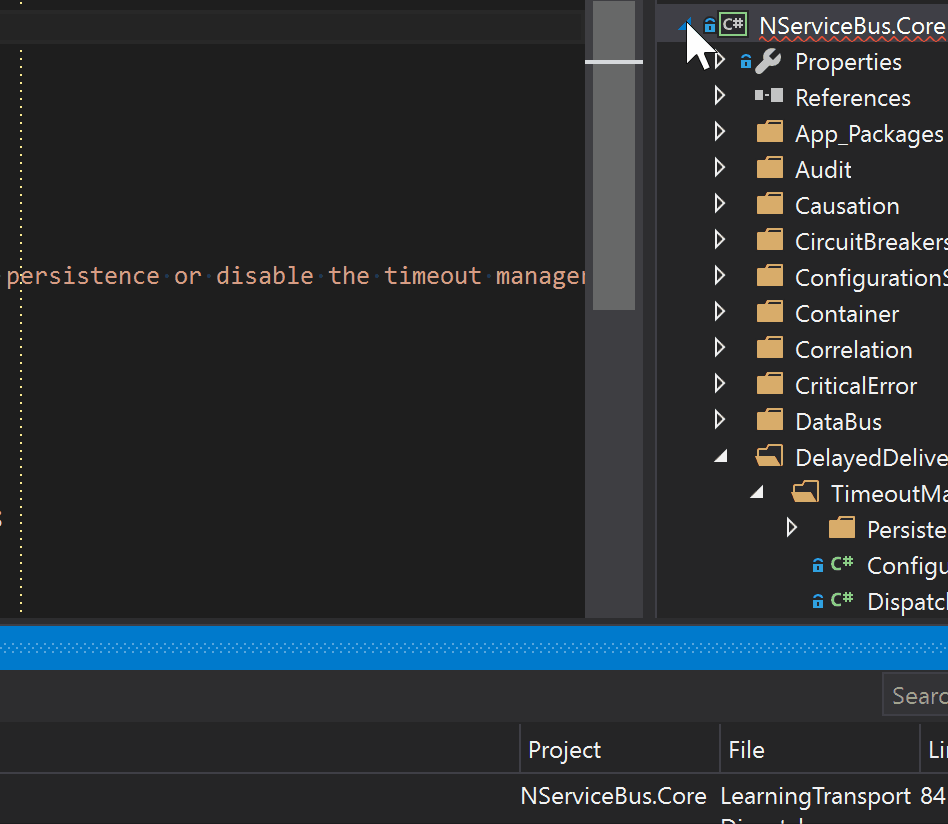 C# NServiceBus.Core
Properties
References
App_Packages
Audit
Causation
CircuitBreakers
ConfigurationS
persistence or disable the timeout manager
Container
Correlation
CriticalError
DataBus
DelayedDelive
TimeoutMa
Persiste
C# Configu
C# Dispatch
Searc
Project File Li
NServiceBus.Core LearningTransport 84